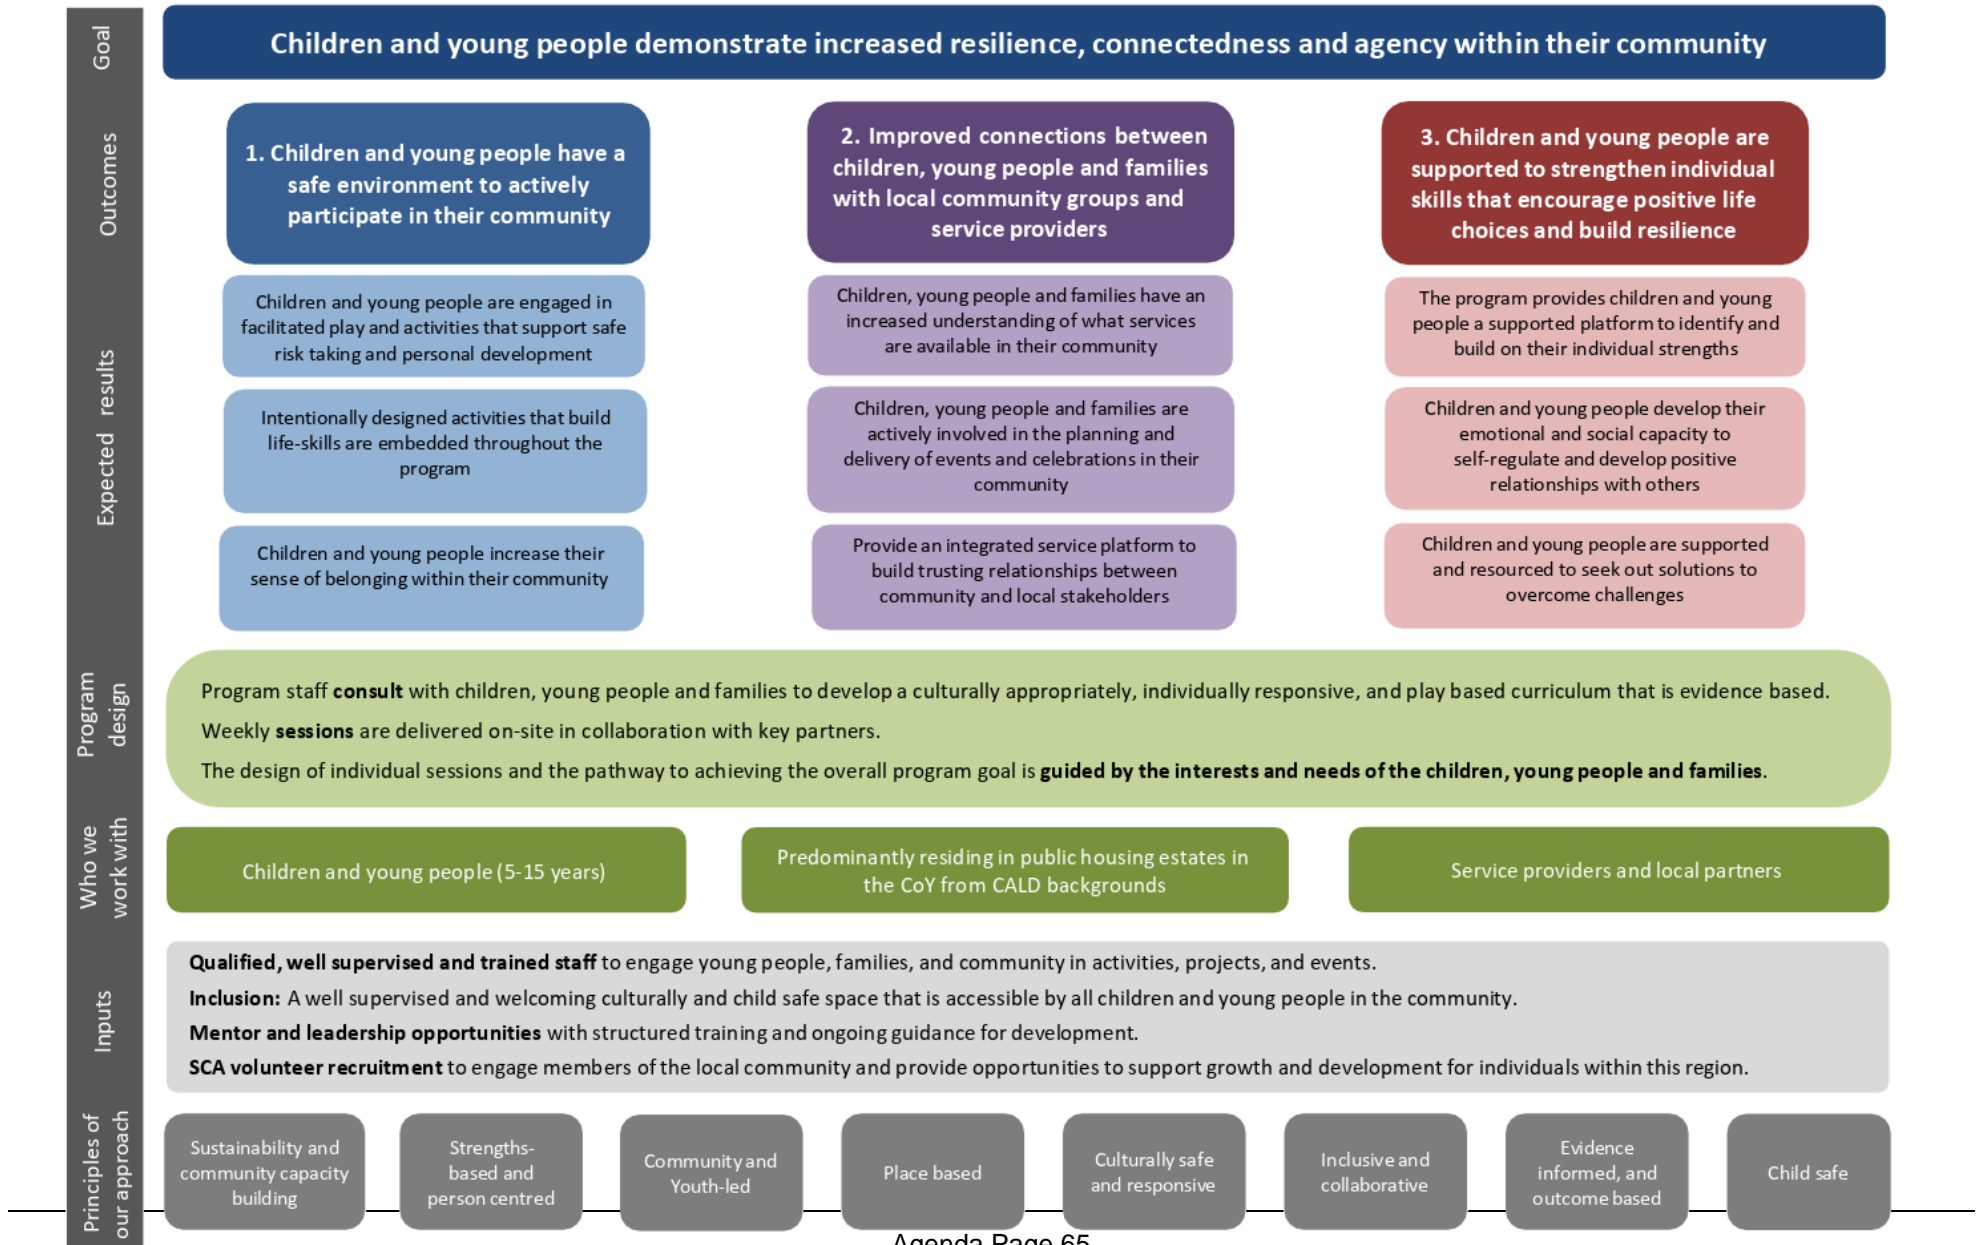 Goal
Children and young people demonstrate increased resilience, connectedness and agency within their community
Outcomes
1. Children and young people have a
safe environment to actively
participate in their community
2. Improved connections between
children, young people and families
with local community groups and
service providers
3. Children and young people are
supported to strengthen individual
skills that encourage positive life
choices and build resilience
Expected results
Children and young people are engaged in
facilitated play and activities that support safe
risk taking and personal development
Children, young people and families have an
increased understanding of what services
are available in their community
The program provides children and young
people a supported platform to identify and
build on their individual strengths
Intentionally designed activities that build
life-skills are embedded throughout the
program
Children, young people and families are
actively involved in the planning and
delivery of events and celebrations in their
community
Children and young people develop their
emotional and social capacity to
self-regulate and develop positive
relationships with others
Children and young people increase their
sense of belonging within their community
Provide an integrated service platform to
build trusting relationships between
community and local stakeholders
Children and young people are supported
and resourced to seek out solutions to
overcome challenges
Program
design
Program staff consult with children, young people and families to develop a culturally appropriately, individually responsive, and play based curriculum that is evidence based.
Weekly sessions are delivered on-site in collaboration with key partners.
The design of individual sessions and the pathway to achieving the overall program goal is guided by the interests and needs of the children, young people and families.
Who we
work with
Children and young people (5-15 years)
Predominantly residing in public housing estates in
the CoY from CALD backgrounds
Service providers and local partners
Inputs
Qualified, well supervised and trained staff to engage young people, families, and community in activities, projects, and events.
Inclusion: A well supervised and welcoming culturally and child safe space that is accessible by all children and young people in the community.
Mentor and leadership opportunities with structured training and ongoing guidance for development.
SCA volunteer recruitment to engage members of the local community and provide opportunities to support growth and development for individuals within this region.
Principles of
our approach
Sustainability and
community capacity
building
Strengths-
based and
person centred
Community and
Youth-led
Place based
Culturally safe
and responsive
Inclusive and
collaborative
Evidence
informed, and
outcome based
Child safe
Agenda Page 65